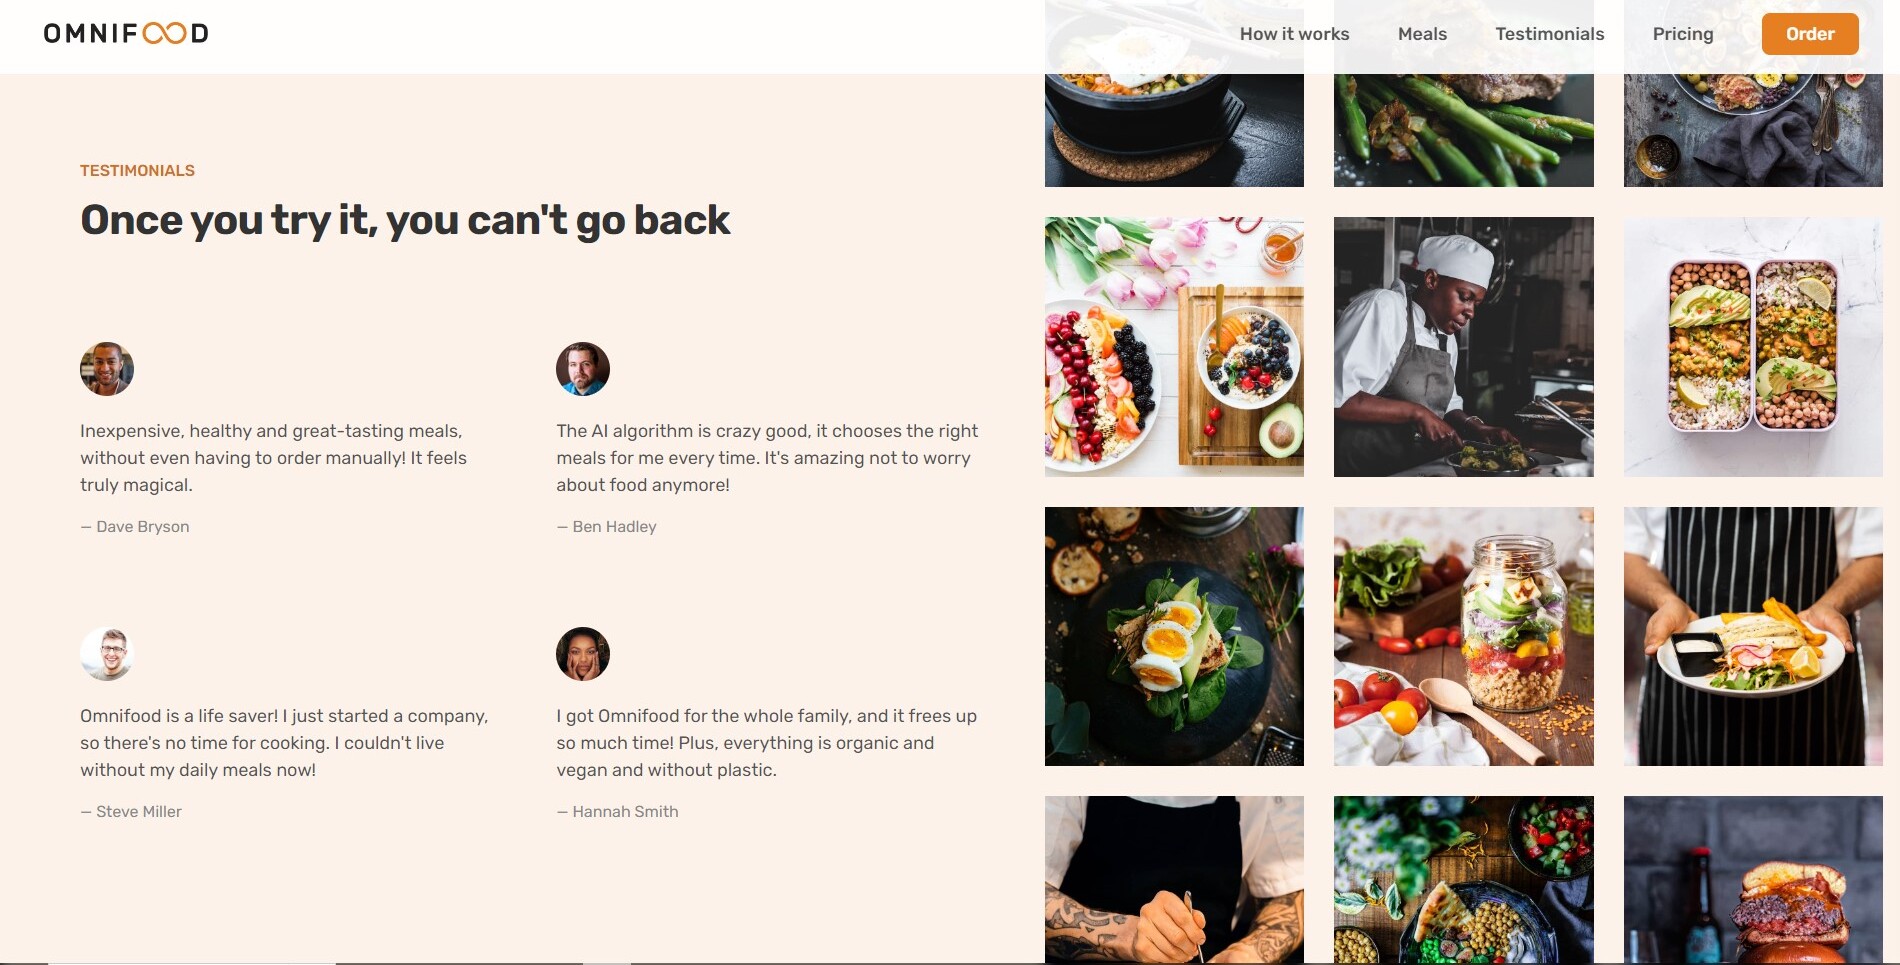 OMNIFOOD
How it works
Meals
Testimonials
Pricing
Order
TESTIMONIALS
Once you try it, you can't go back
Inexpensive, healthy and great-tasting meals,
without even having to order manually! It feels
truly magical.
— Dave Bryson
The AI algorithm is crazy good, it chooses the right
meals for me every time. It's amazing not to worry
about food anymore!
— Ben Hadley
Omnifood is a life saver! I just started a company,
so there's no time for cooking. I couldn't live
without my daily meals now!
— Steve Miller
I got Omnifood for the whole family, and it frees up
so much time! Plus, everything is organic and
vegan and without plastic.
— Hannah Smith